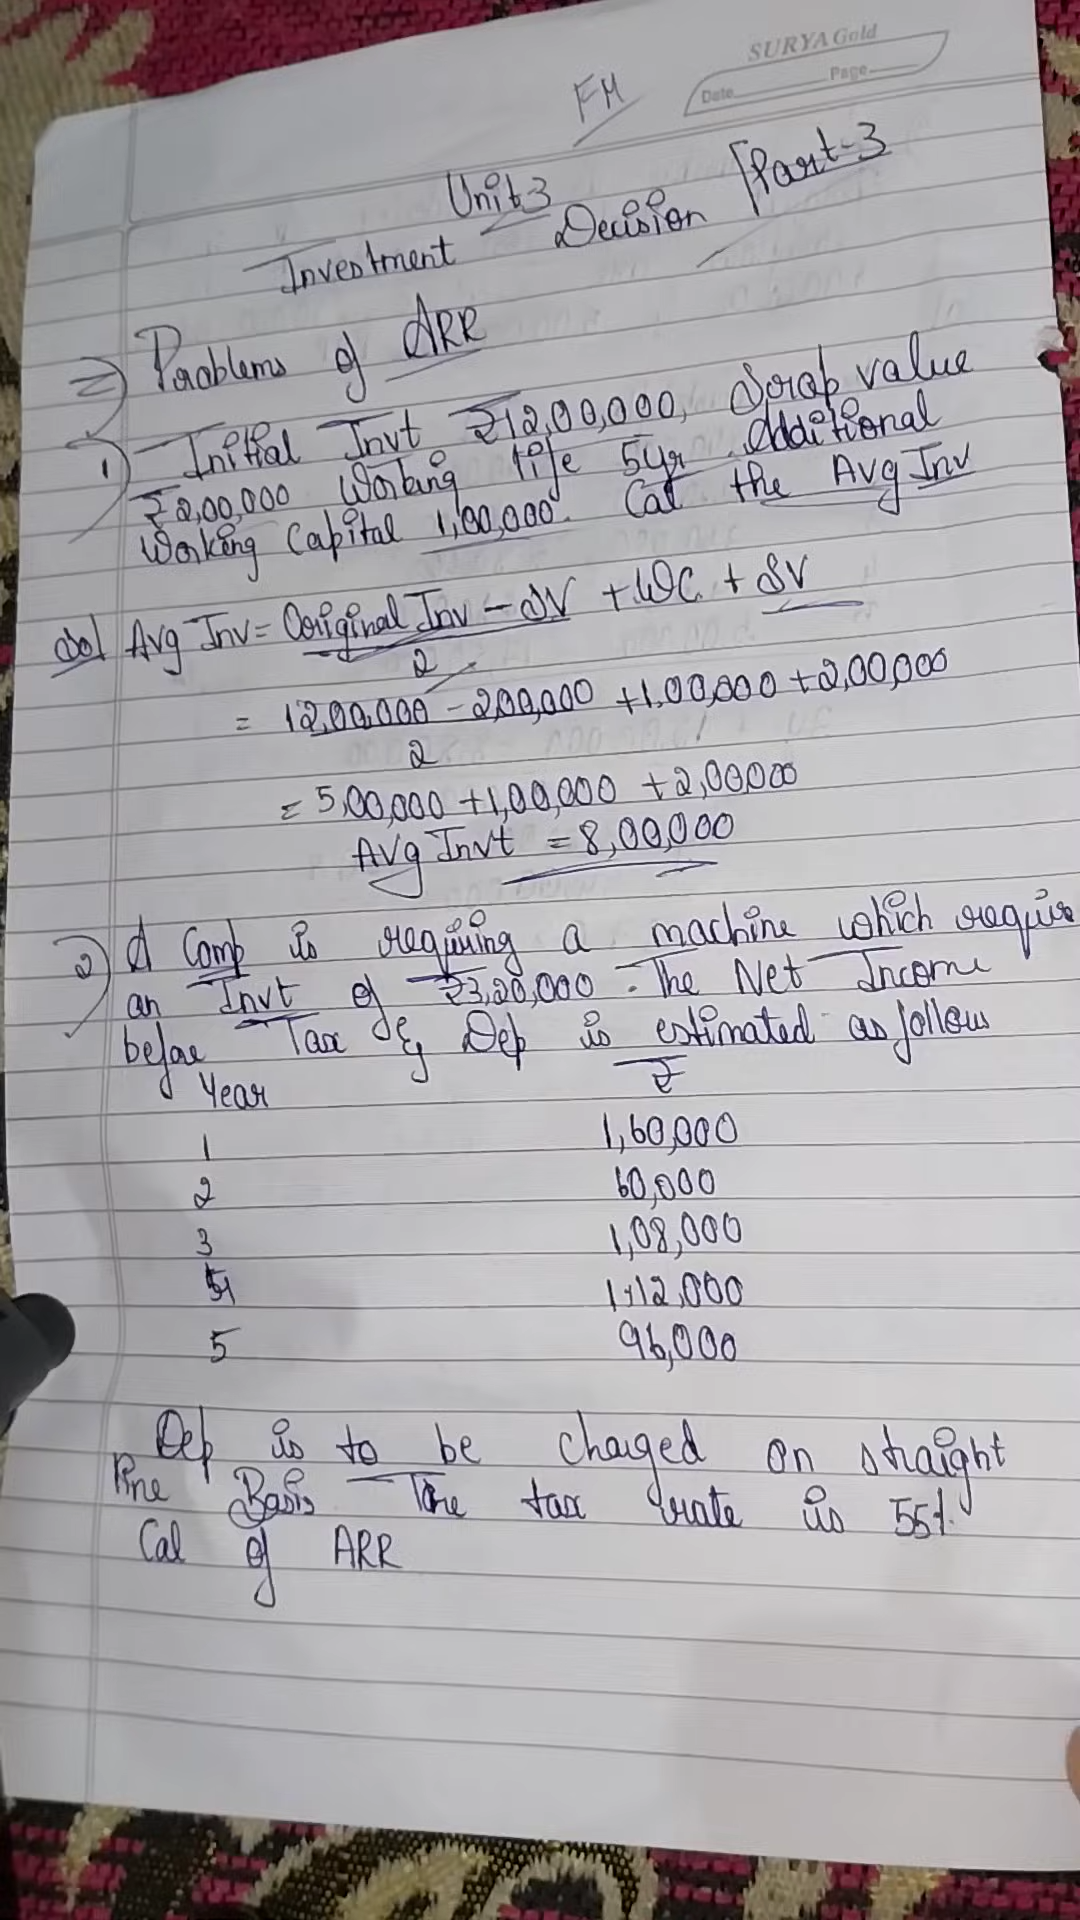 SURYA Gold
Date Page
FM
Unit 3
Investment Decision Part-3
Problems of ARR
1) Initial Invt ₹12,00,000, Scrap value
₹2,00,000 Working life 5yr Additional
Working Capital 1,00,000. Cal the Avg Inv
Sol Avg Inv = Original Inv - SV + WC + SV
2
= 12,00,000 - 2,00,000 + 1,00,000 + 2,00,000
2
= 5,00,000 + 1,00,000 + 2,00,000
Avg Invt = 8,00,000
2) A Comp is requiring a machine which require
an Invt of ₹3,20,000. The Net Income
before Tax & Dep is estimated as follows
Year ₹
1 1,60,000
2 60,000
3 1,08,000
4 1,12,000
5 96,000
Dep is to be charged on straight
line Basis The tax rate is 55%.
Cal of ARR